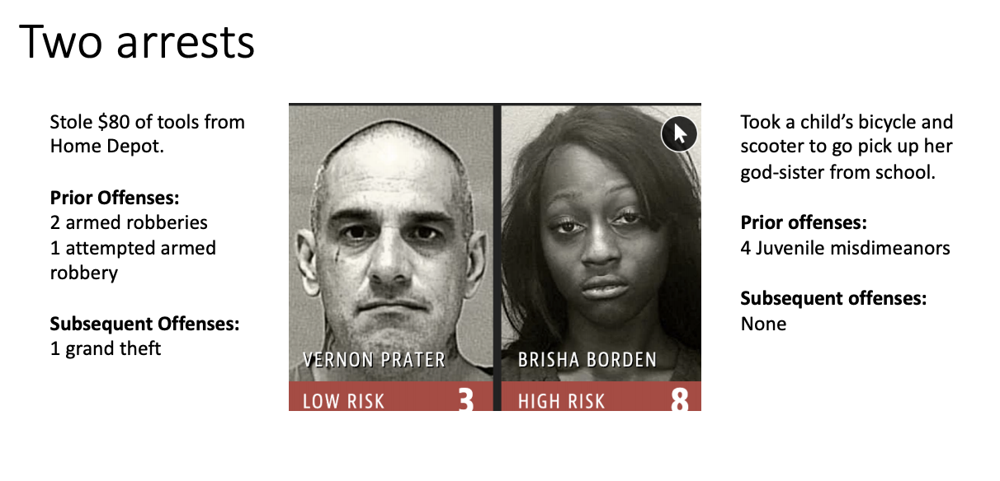 Two arrests
Stole $80 of tools from
Home Depot.
Prior Offenses:
2 armed robberies
1 attempted armed
robbery
Subsequent Offenses:
1 grand theft
VERNON PRATER
LOW RISK 3
BRISHA BORDEN
HIGH RISK 8
Took a child’s bicycle and
scooter to go pick up her
god-sister from school.
Prior offenses:
4 Juvenile misdimeanors
Subsequent offenses:
None